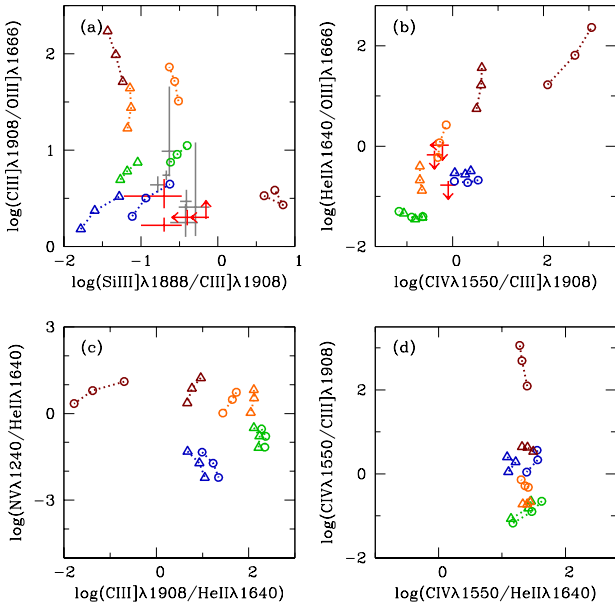 (a)
2
1
0
−2
−1
0
1
log(CIII]λ1908/OIII]λ1666)
log(SiIII]λ1888/CIII]λ1908)
(b)
2
0
−2
0
2
log(HeIIλ1640/OIII]λ1666)
log(CIVλ1550/CIII]λ1908)
(c)
3
0
−3
−2
0
2
log(NVλ1240/HeIIλ1640)
log(CIII]λ1908/HeIIλ1640)
(d)
4
2
0
−2
0
2
log(CIVλ1550/CIII]λ1908)
log(CIVλ1550/HeIIλ1640)